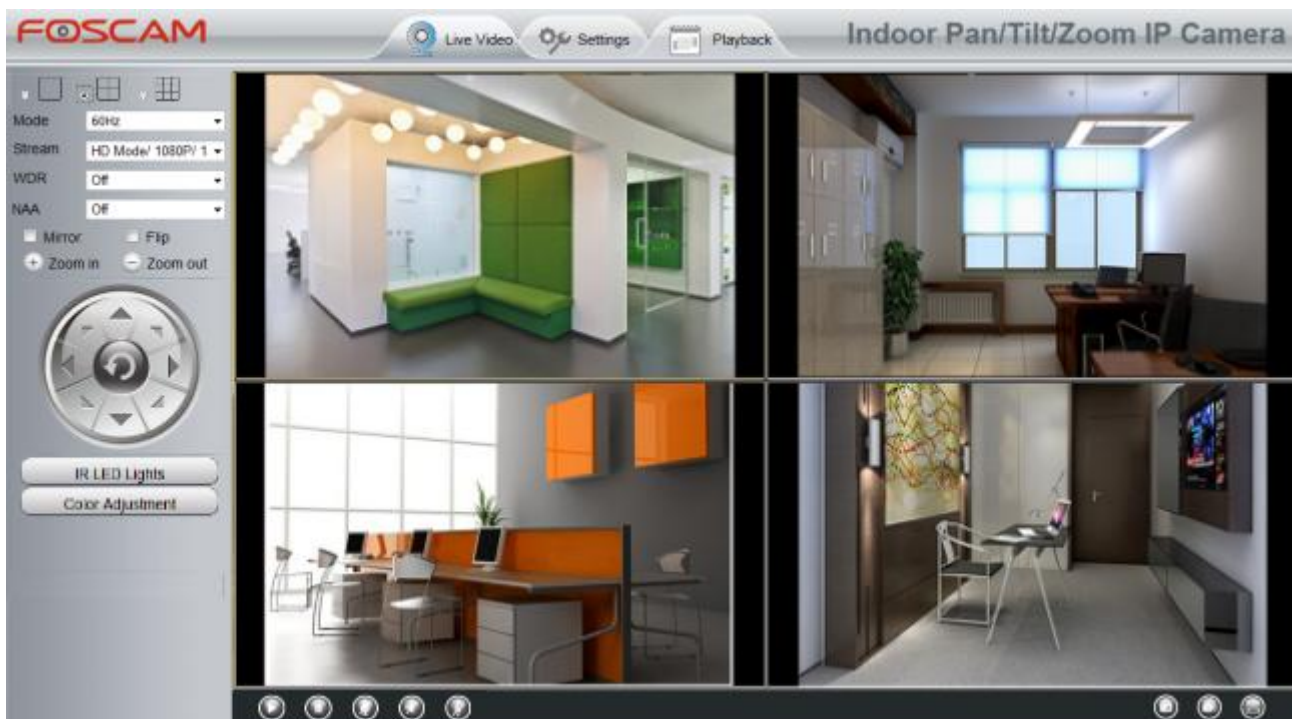 FOSCAM
Live Video
Settings
Playback
Indoor Pan/Tilt/Zoom IP Camera
Mode
60Hz
Stream
HD Mode/ 1080P/ 1
WDR
Off
NAA
Off
Mirror
Flip
Zoom in
Zoom out
IR LED Lights
Color Adjustment